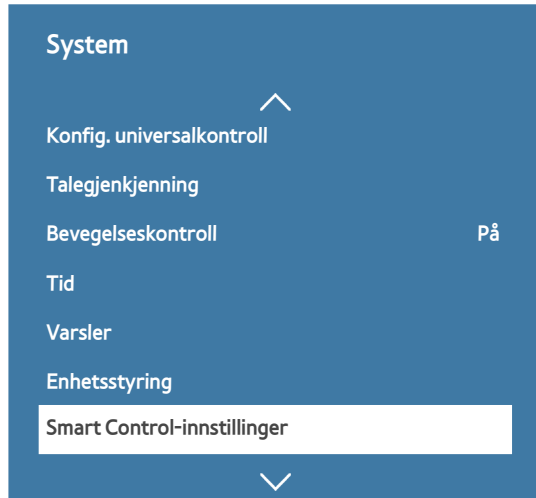 System
Konfig. universalkontroll
Talegjenkjenning
Bevegelseskontroll På
Tid
Varsler
Enhetsstyring
Smart Control-innstillinger